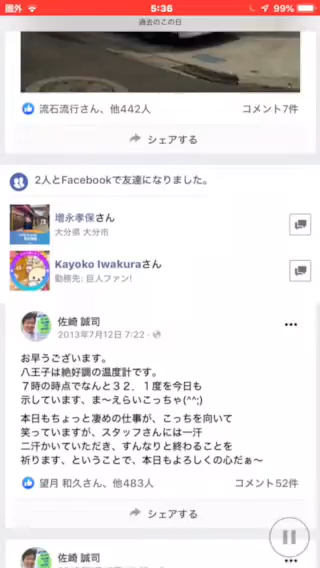 圏外 5:36 99%
過去のこの日
流石流行さん、他442人 コメント7件
シェアする
2人とFacebookで友達になりました。
増永孝保さん
大分県 大分市
Kayoko Iwakuraさん
勤務先: 巨人ファン!
佐崎 誠司
2013年7月12日 7:22
お早うございます。
八王子は絶好調の温度計です。
7時の時点でなんと32．1度を今日も
示しています、ま〜えらいこっちゃ(^^;)
本日もちょっと凄めの仕事が、こっちを向いて
笑っていますが、スタッフさんには一汗
二汗かいていただき、すんなりと終わることを
祈ります、ということで、本日もよろしくの心だぁ〜
望月 和久さん、他483人 コメント52件
シェアする
佐崎 誠司